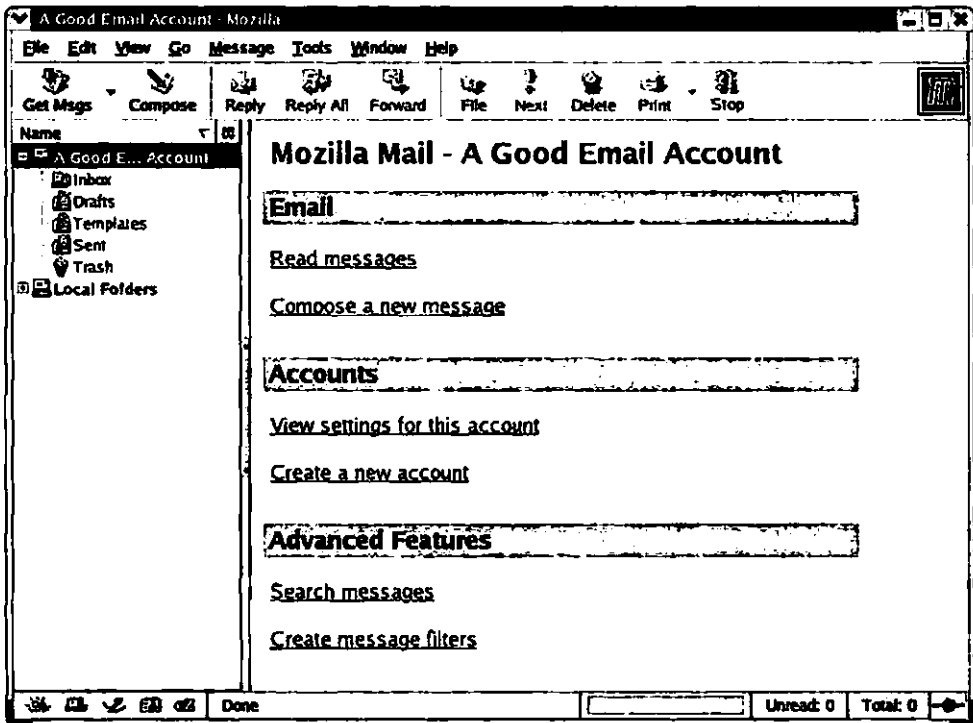 A Good Email Account - Mozilla
File Edit View Go Message Tools Window Help
Get Msgs Compose Reply Reply All Forward File Next Delete Print Stop
Name
A Good E... Account
Inbox
Drafts
Templates
Sent
Trash
Local Folders
Mozilla Mail - A Good Email Account
Email
Read messages
Compose a new message
Accounts
View settings for this account
Create a new account
Advanced Features
Search messages
Create message filters
Done
Unread: 0 Total: 0